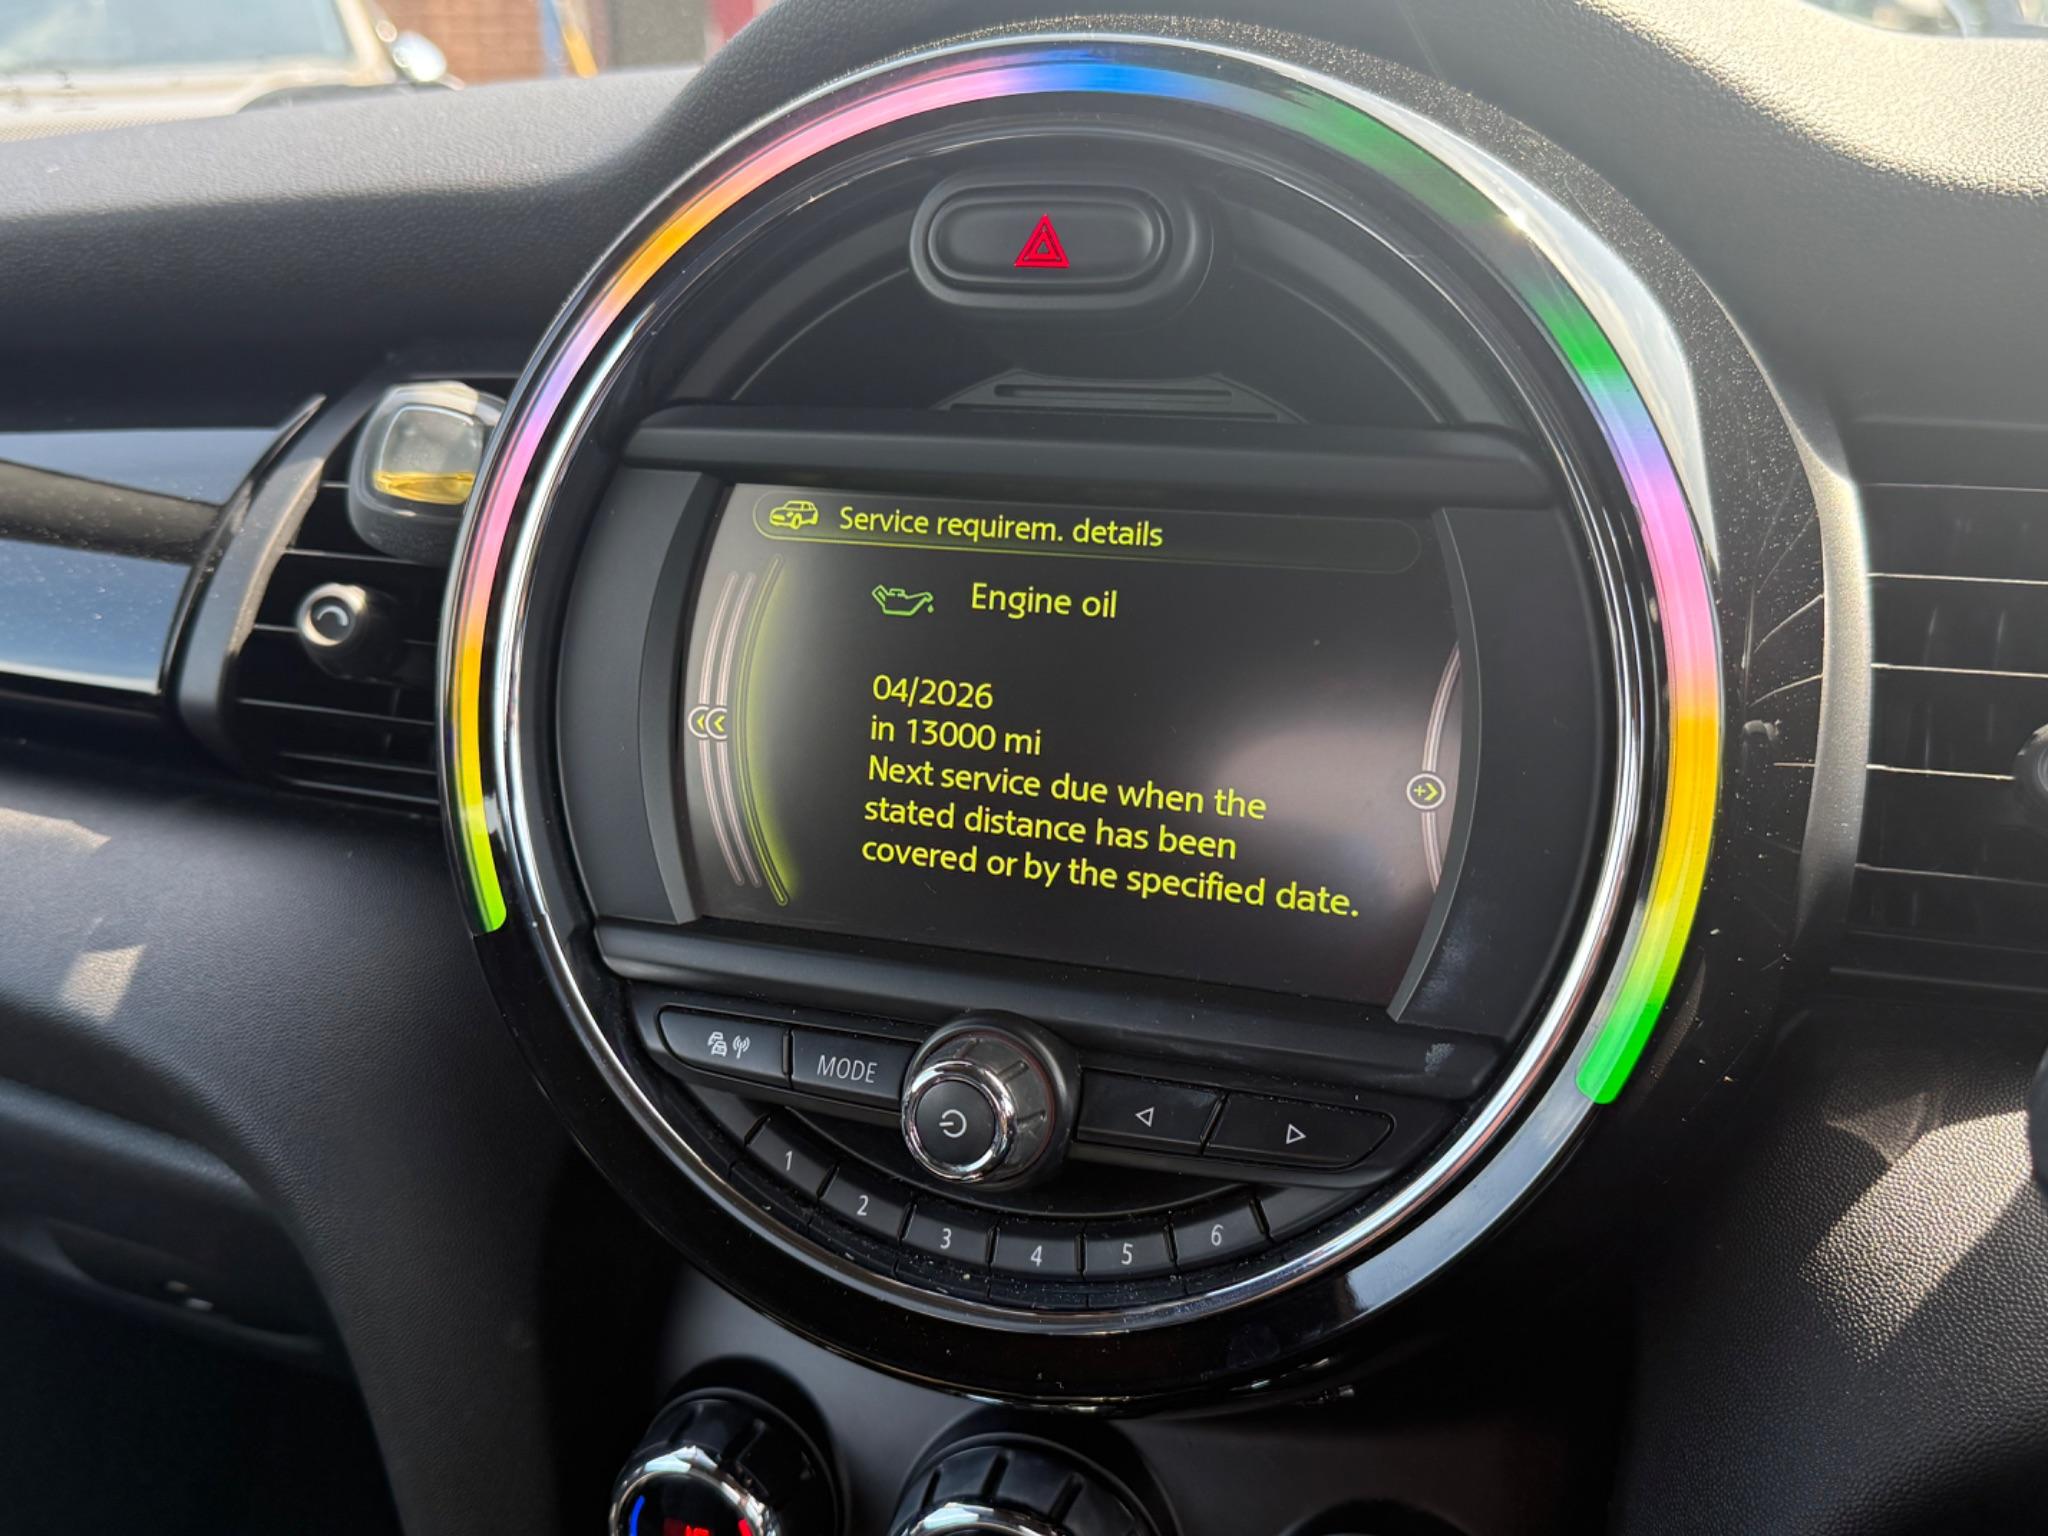 Service requirem. details
Engine oil
04/2026
in 13000 mi
Next service due when the
stated distance has been
covered or by the specified date.
MODE
1
2
3
4
5
6